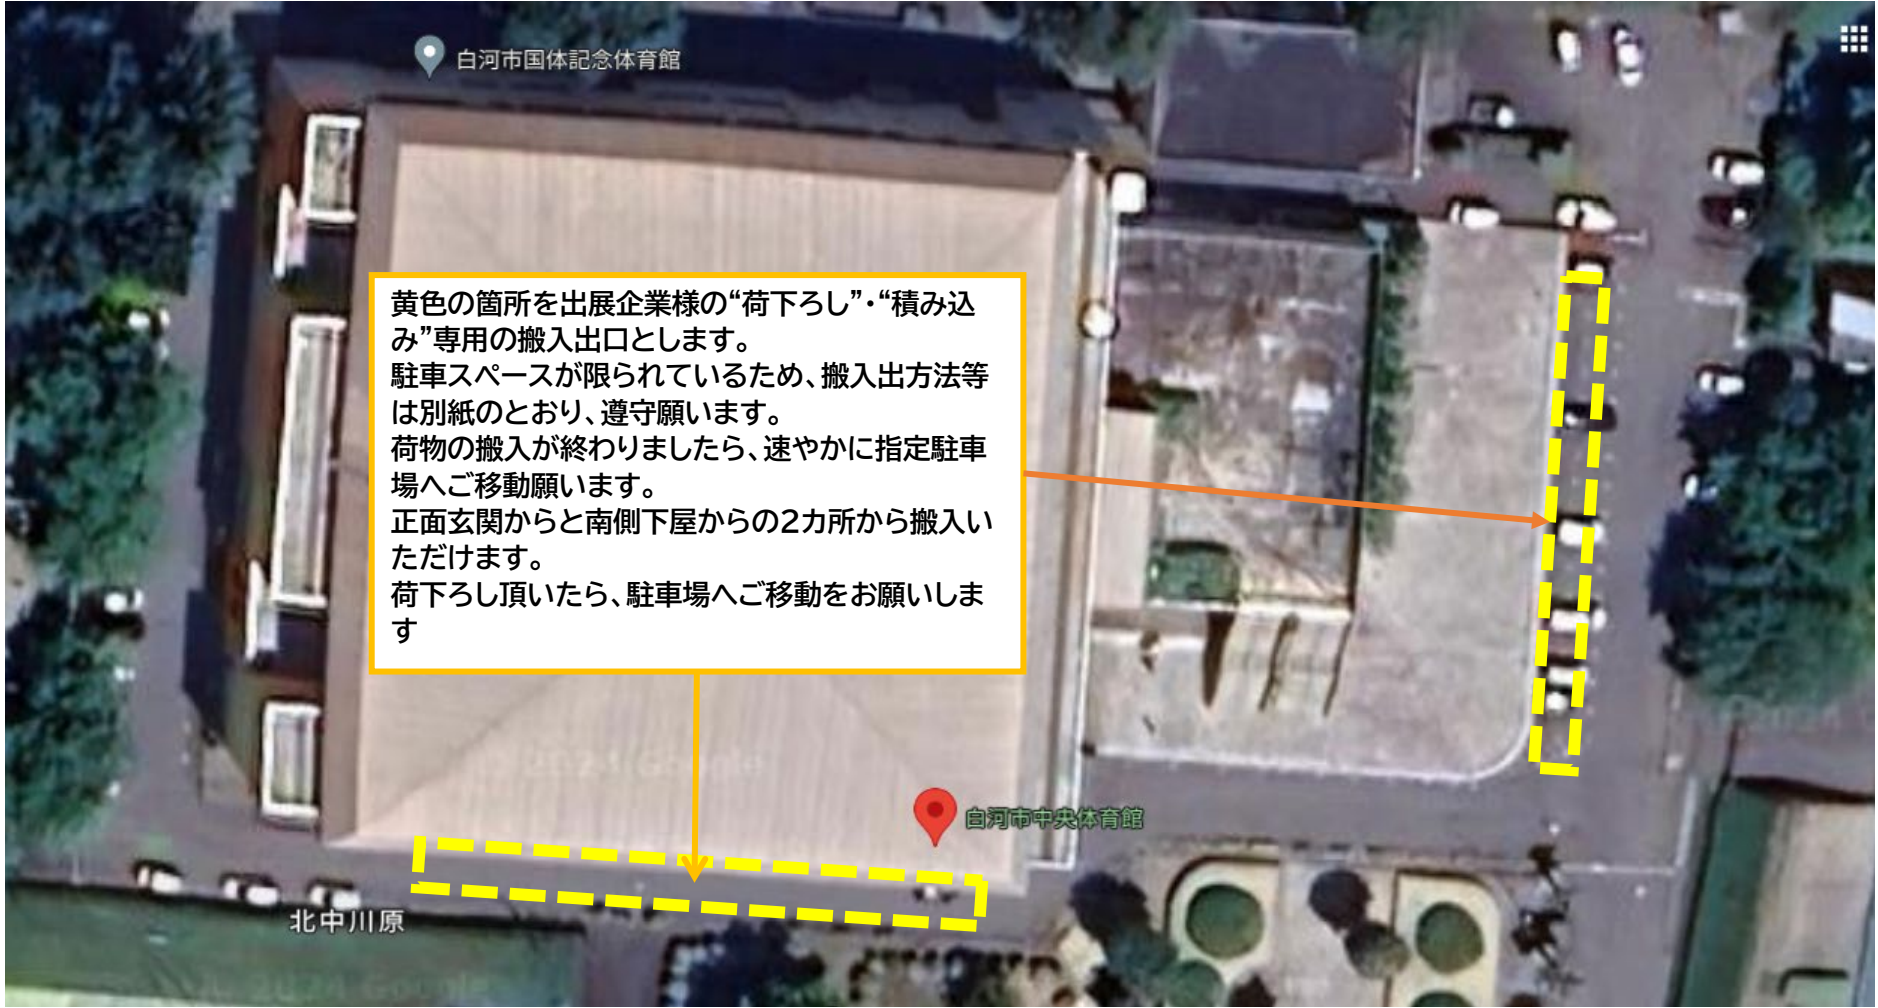 白河市国体記念体育館
黄色の箇所を出展企業様の“荷下ろし”・“積み込
み”専用の搬入出口とします。
駐車スペースが限られているため、搬入出方法等
は別紙のとおり、遵守願います。
荷物の搬入が終わりましたら、速やかに指定駐車
場へご移動願います。
正面玄関からと南側下屋からの2カ所から搬入い
ただけます。
荷下ろし頂いたら、駐車場へご移動をお願いしま
す
2024 Google
白河市中央体育館
北中川原